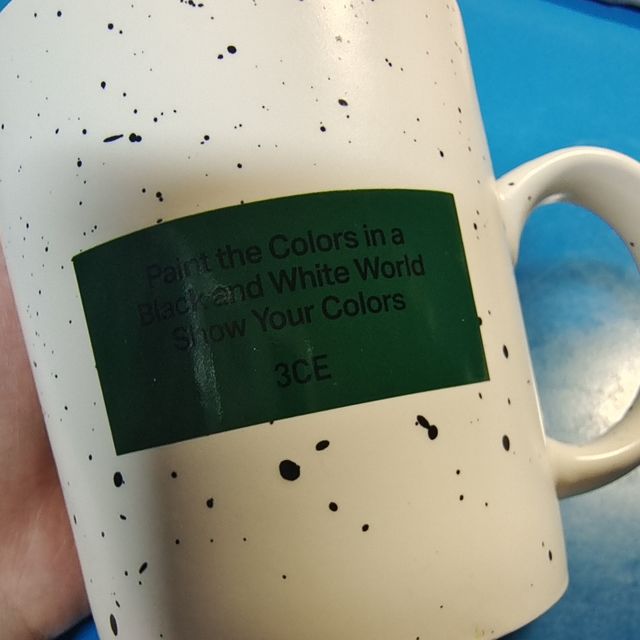 Paint the Colors in a
Black and White World
Show Your Colors
3CE